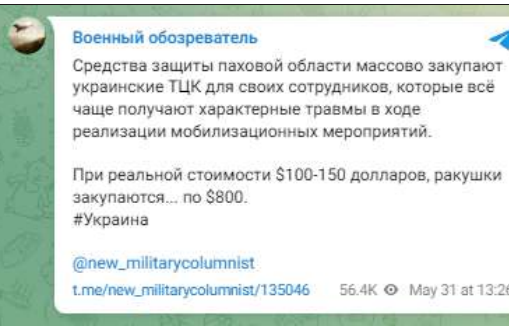 Военный обозреватель
Средства защиты паховой области массово закупают
украинские ТЦК для своих сотрудников, которые всё
чаще получают характерные травмы в ходе
реализации мобилизационных мероприятий.
При реальной стоимости $100-150 долларов, ракушки
закупаются... по $800.
#Украина
@new_militarycolumnist
t.me/new_militarycolumnist/135046 56.4K May 31 at 13:26